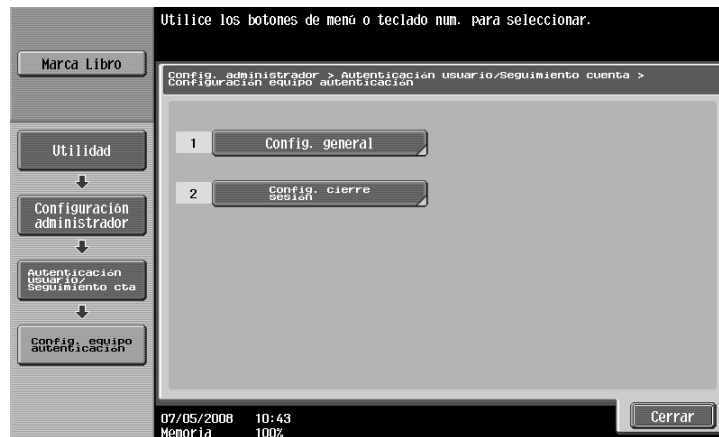 Utilice los botones de menú o teclado num. para seleccionar.
Marca Libro
Config. administrador > Autenticación usuario/Seguimiento cuenta >
Configuración equipo autenticación
1 Config. general
Utilidad
2 Config. cierre
sesión
Configuración
administrador
Autenticación
usuario/
Seguimiento cta
Config. equipo
autenticación
07/05/2008 10:43
Memoria 100%
Cerrar